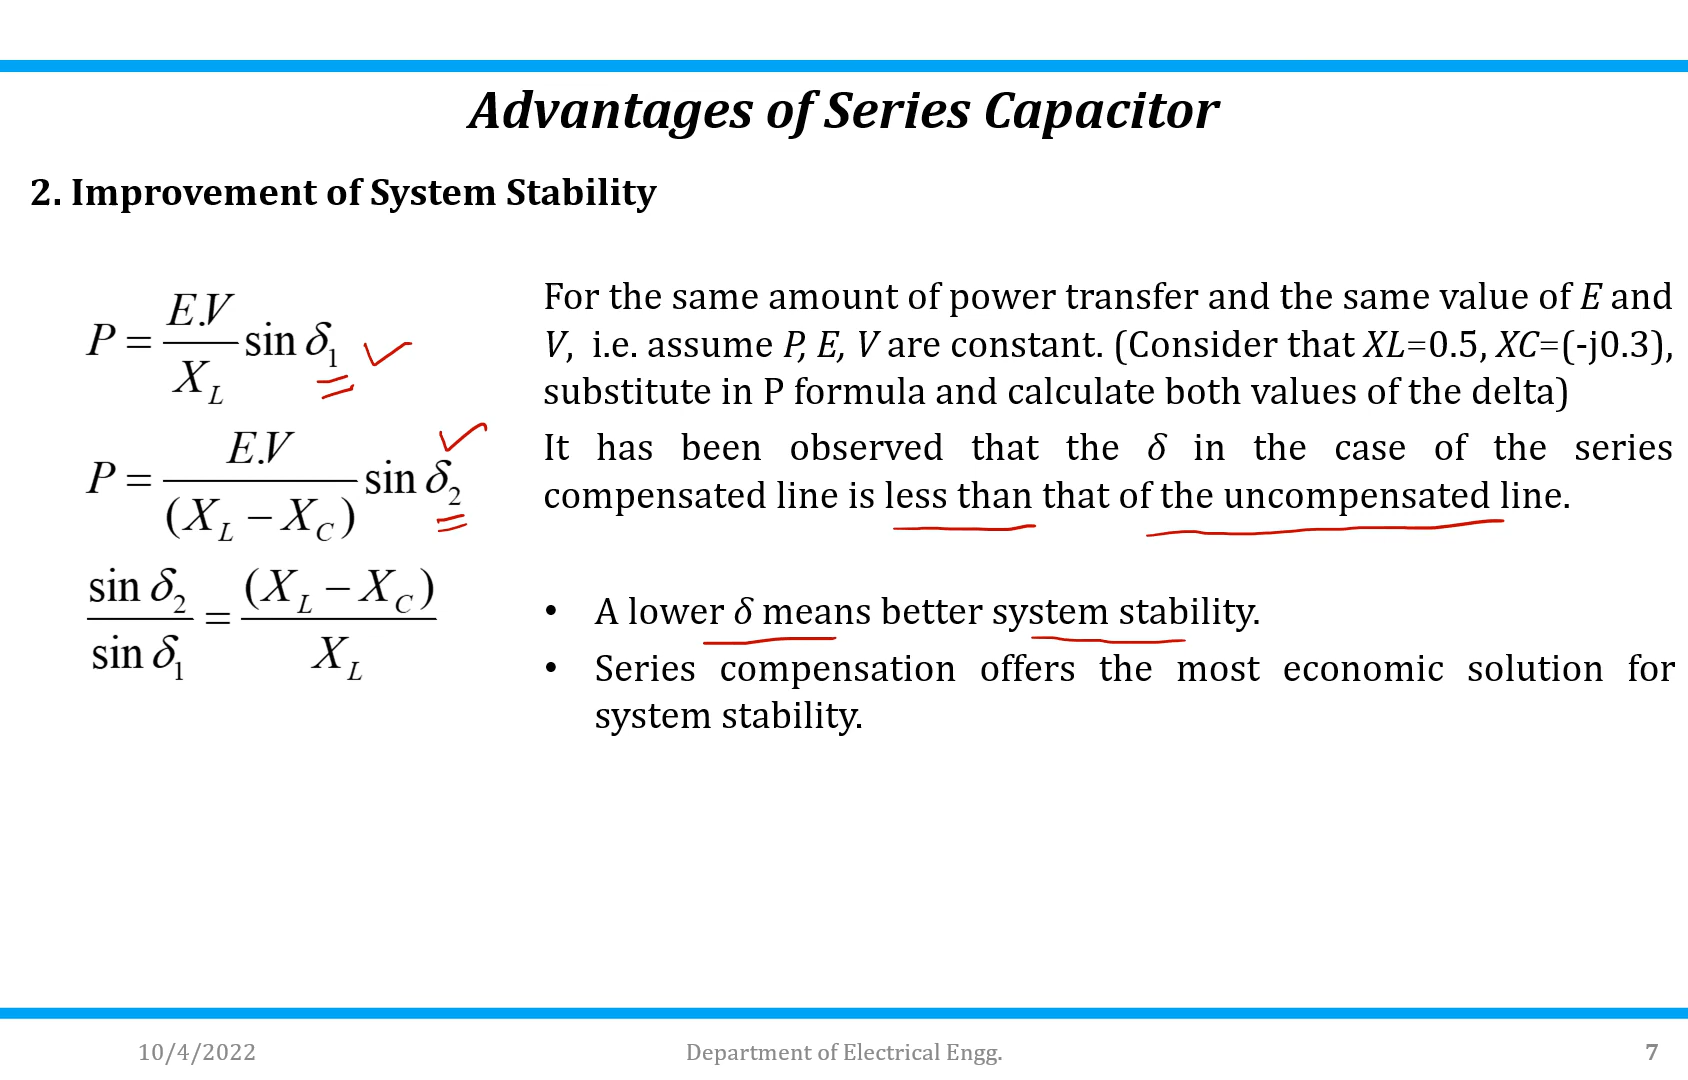 Advantages of Series Capacitor
2. Improvement of System Stability
P = E.V / X_L sin δ₁
P = E.V / (X_L − X_C) sin δ₂
sin δ₂ / sin δ₁ = (X_L − X_C) / X_L
For the same amount of power transfer and the same value of E and
V, i.e. assume P, E, V are constant. (Consider that XL=0.5, XC=(-j0.3),
substitute in P formula and calculate both values of the delta)
It has been observed that the δ in the case of the series
compensated line is less than that of the uncompensated line.
• A lower δ means better system stability.
• Series compensation offers the most economic solution for
system stability.
10/4/2022
Department of Electrical Engg.
7